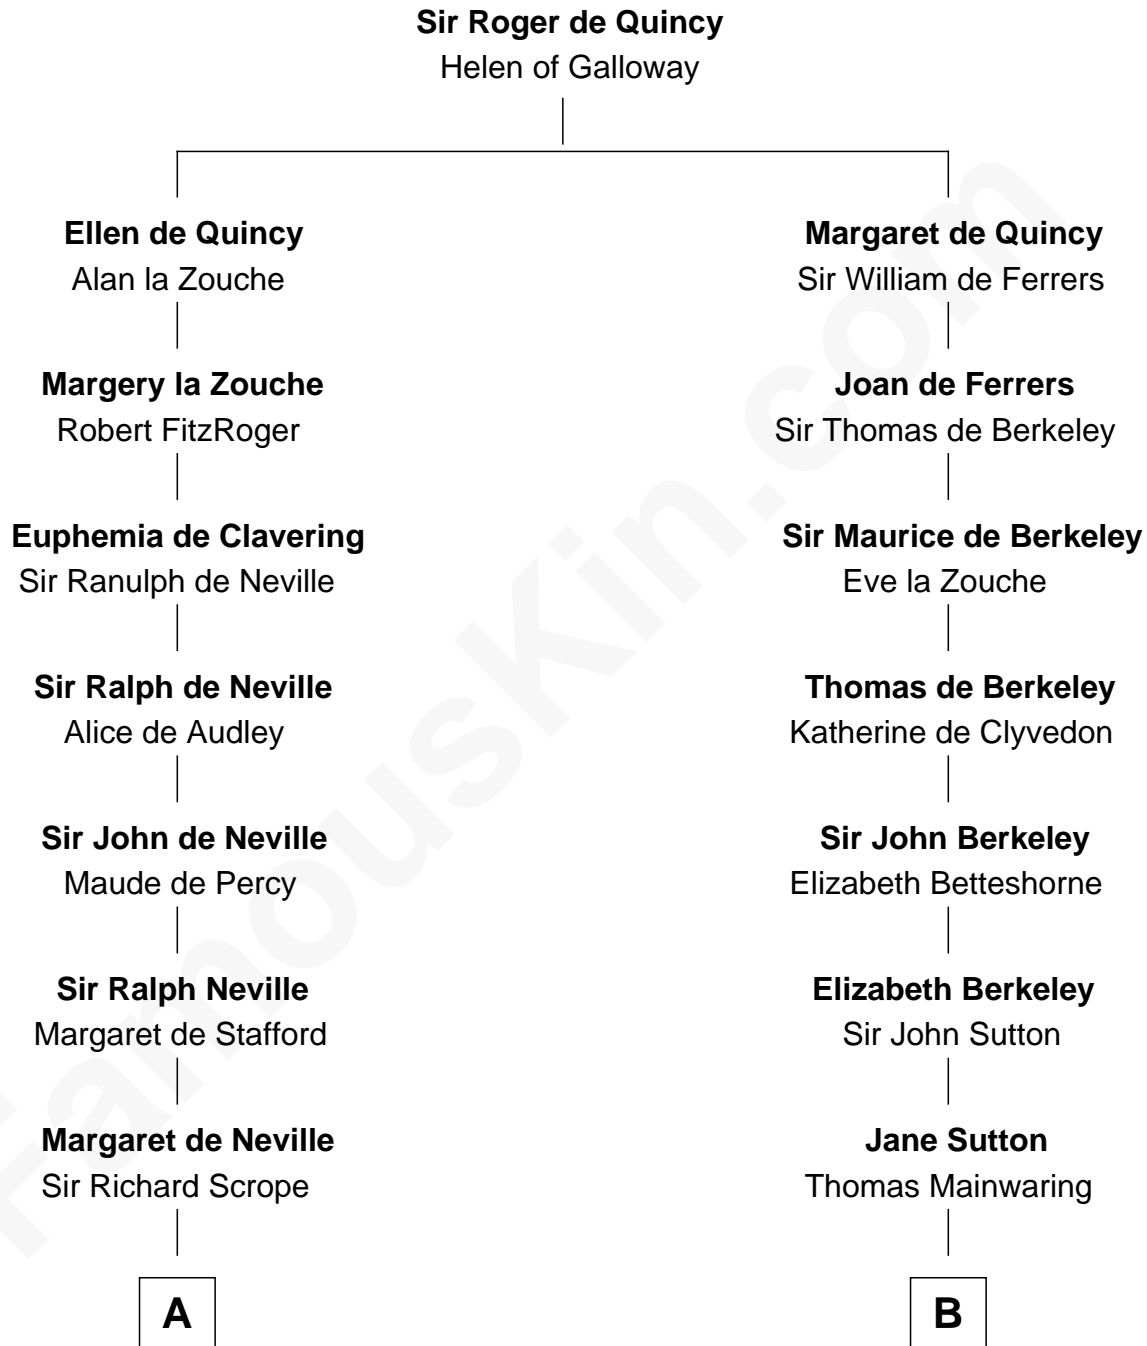 Sir Roger de Quincy
Helen of Galloway
Ellen de Quincy
Alan la Zouche
Margaret de Quincy
Sir William de Ferrers
Margery la Zouche
Robert FitzRoger
Joan de Ferrers
Sir Thomas de Berkeley
Euphemia de Clavering
Sir Ranulph de Neville
Sir Maurice de Berkeley
Eve la Zouche
Sir Ralph de Neville
Alice de Audley
Thomas de Berkeley
Katherine de Clyvedon
Sir John de Neville
Maude de Percy
Sir John Berkeley
Elizabeth Betteshorne
Sir Ralph Neville
Margaret de Stafford
Elizabeth Berkeley
Sir John Sutton
Margaret de Neville
Sir Richard Scrope
Jane Sutton
Thomas Mainwaring
A
B
FamousKin.com